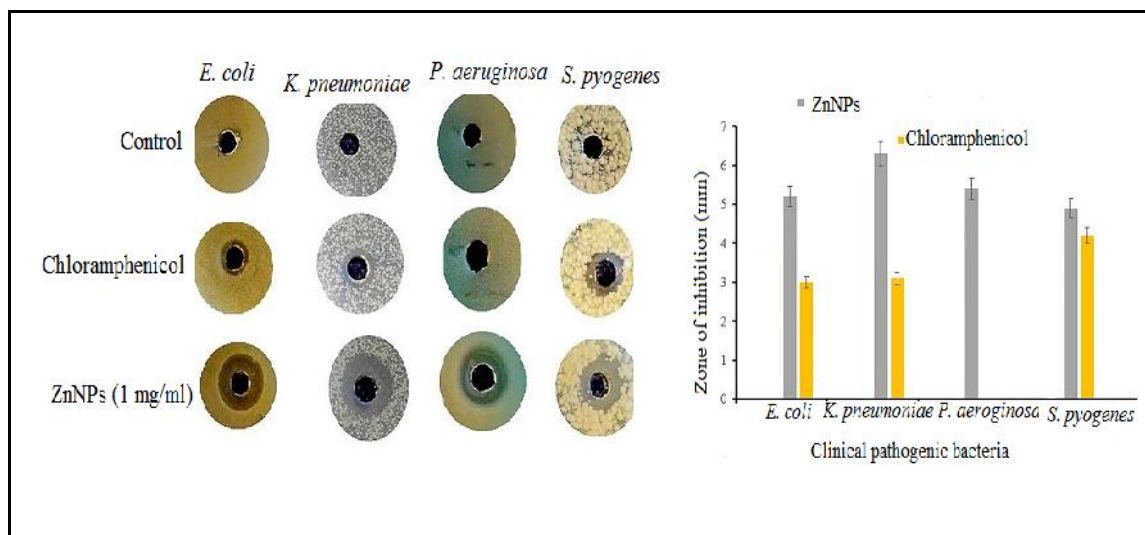 E. coli
K. pneumoniae
P. aeruginosa
S. pyogenes
Control
Chloramphenicol
ZnNPs (1 mg/ml)
ZnNPs
Chloramphenicol
Zone of inhibition (mm)
7
6
5
4
3
2
1
0
E. coli
K. pneumoniae
P. aeroginosa
S. pyogenes
Clinical pathogenic bacteria